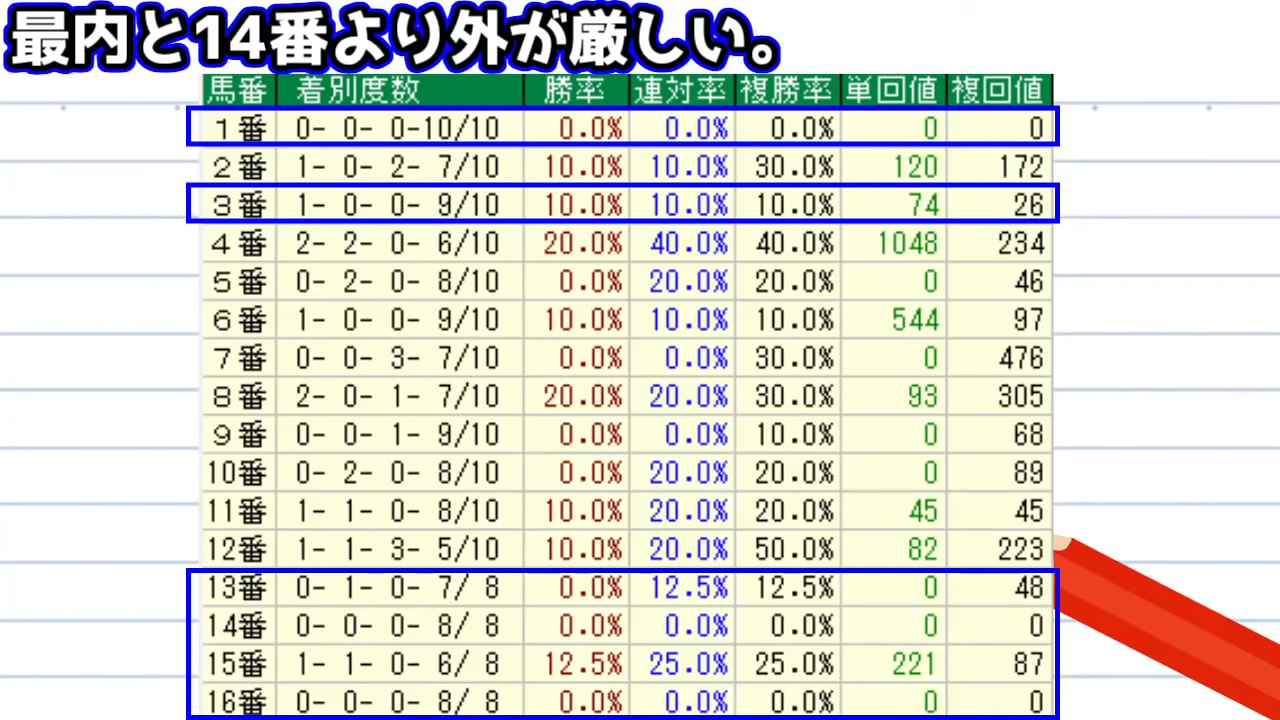 最内と14番より外が厳しい。
馬番 着別度数 勝率 連対率 複勝率 単回値 複回値
1番 0- 0- 0-10/10 0.0% 0.0% 0.0% 0 0
2番 1- 0- 2- 7/10 10.0% 10.0% 30.0% 120 172
3番 1- 0- 0- 9/10 10.0% 10.0% 10.0% 74 26
4番 2- 2- 0- 6/10 20.0% 40.0% 40.0% 1048 234
5番 0- 2- 0- 8/10 0.0% 20.0% 20.0% 0 46
6番 1- 0- 0- 9/10 10.0% 10.0% 10.0% 544 97
7番 0- 0- 3- 7/10 0.0% 0.0% 30.0% 0 476
8番 2- 0- 1- 7/10 20.0% 20.0% 30.0% 93 305
9番 0- 0- 1- 9/10 0.0% 0.0% 10.0% 0 68
10番 0- 2- 0- 8/10 0.0% 20.0% 20.0% 0 89
11番 1- 1- 0- 8/10 10.0% 20.0% 20.0% 45 45
12番 1- 1- 3- 5/10 10.0% 20.0% 50.0% 82 223
13番 0- 1- 0- 7/ 8 0.0% 12.5% 12.5% 0 48
14番 0- 0- 0- 8/ 8 0.0% 0.0% 0.0% 0 0
15番 1- 1- 0- 6/ 8 12.5% 25.0% 25.0% 221 87
16番 0- 0- 0- 8/ 8 0.0% 0.0% 0.0% 0 0